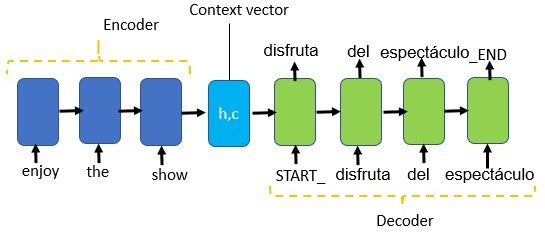 Context vector
Encoder
disfruta del espectáculo_END
h,c
enjoy the show START_ disfruta del espectáculo
Decoder